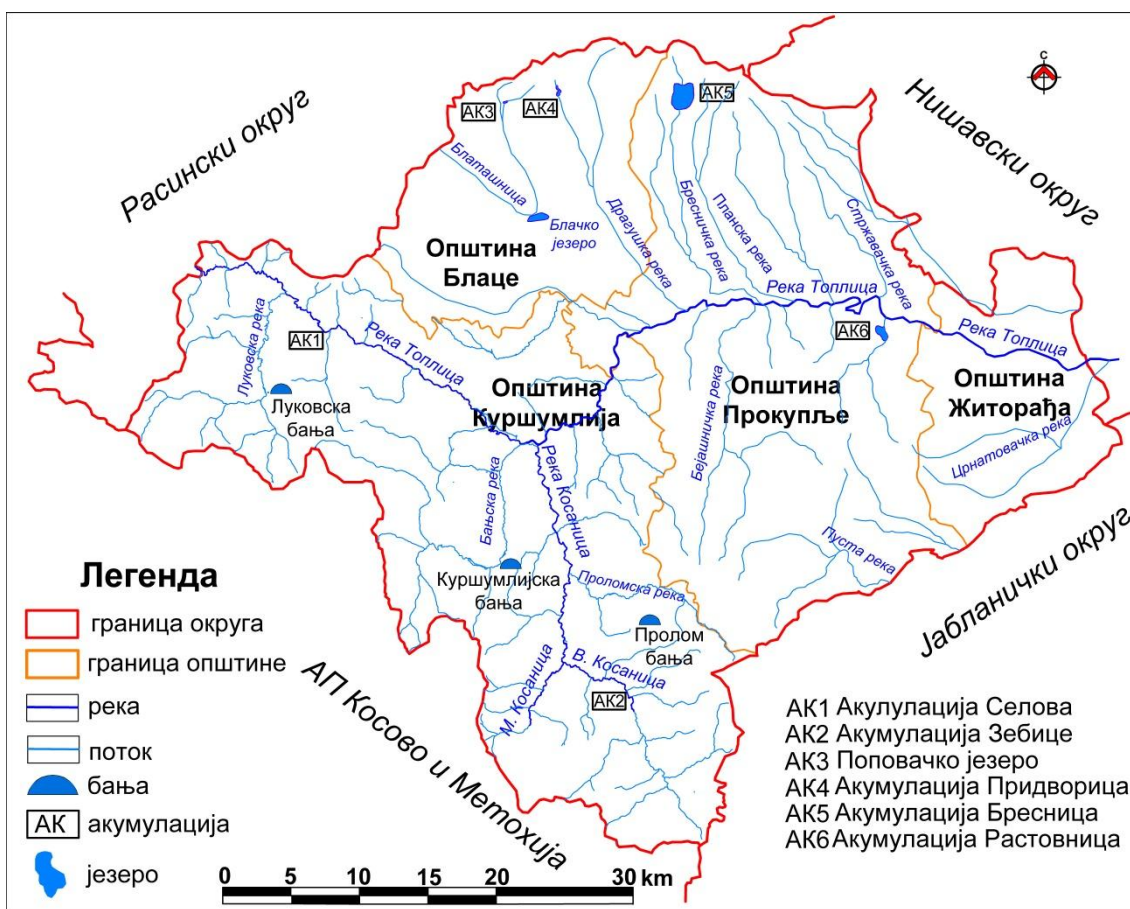 с
АК3
АК4
АК5
Расински округ
Нишавски округ
Блаташница
Блачко
језеро
Драгушка река
Бресничка река
Планска река
Стржавачка река
Општина
Блаце
Река Топлица
АК6
Река Топлица
Луковска река
АК1
Река Топлица
Општина
Куршумлија
Општина
Прокупље
Општина
Житорађа
Луковска
бања
Бејашничка река
Црнатовачка река
Бањска река
Река Косаница
Пуста река
Јабланички округ
Куршумлијска
бања
Проломска река
Пролом
бања
В. Косаница
М. Косаница
АК2
АП Косово и Метохија
Легенда
граница округа
граница општине
река
поток
бања
АК акумулација
језеро
0 5 10 15 20 30 km
АК1 Акулулација Селова
АК2 Акумулација Зебице
АК3 Поповачко језеро
АК4 Акумулација Придворица
АК5 Акумулација Бресница
АК6 Акумулација Растовница